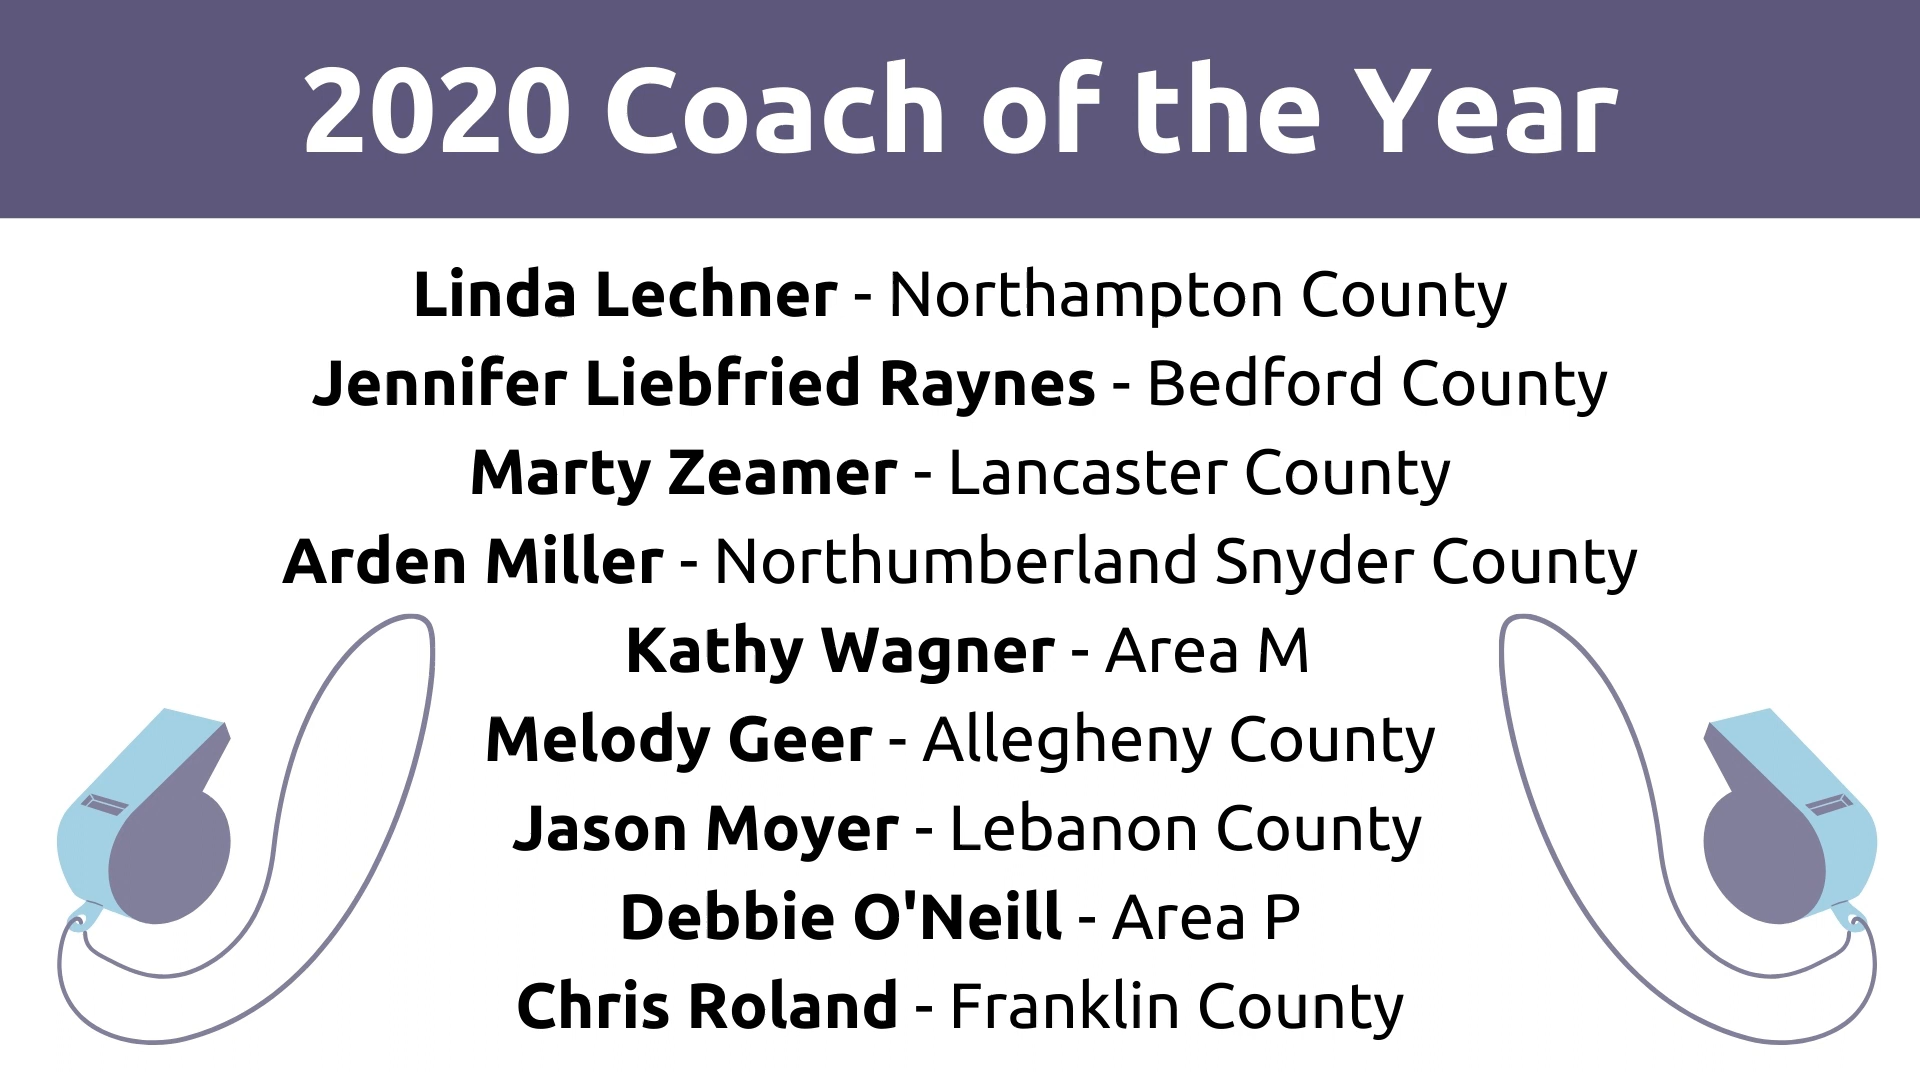 2020 Coach of the Year
Linda Lechner - Northampton County
Jennifer Liebfried Raynes - Bedford County
Marty Zeamer - Lancaster County
Arden Miller - Northumberland Snyder County
Kathy Wagner - Area M
Melody Geer - Allegheny County
Jason Moyer - Lebanon County
Debbie O'Neill - Area P
Chris Roland - Franklin County